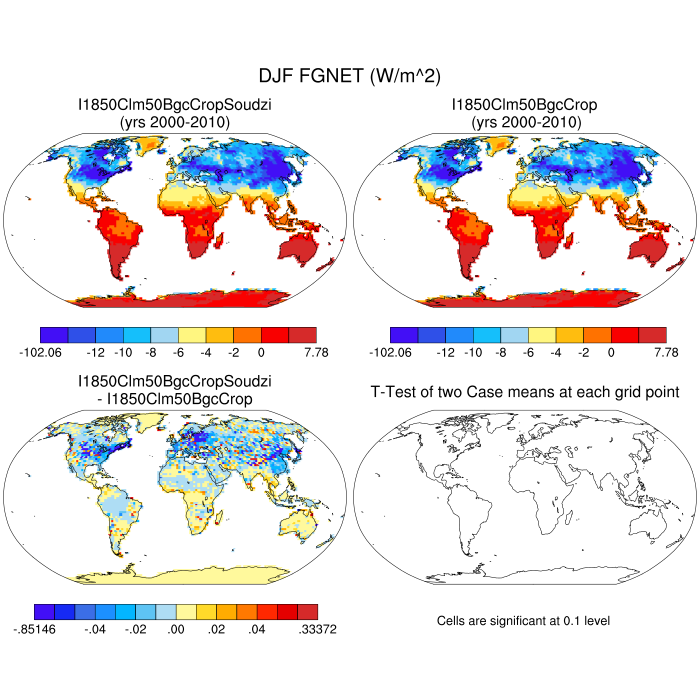 DJF FGNET (W/m^2)
I1850Clm50BgcCropSoudzi
(yrs 2000-2010)
I1850Clm50BgcCrop
(yrs 2000-2010)
-102.06 -12 -10 -8 -6 -4 -2 0 7.78
-102.06 -12 -10 -8 -6 -4 -2 0 7.78
I1850Clm50BgcCropSoudzi
- I1850Clm50BgcCrop
T-Test of two Case means at each grid point
-.85146 -.04 -.02 .00 .02 .04 .33372
Cells are significant at 0.1 level